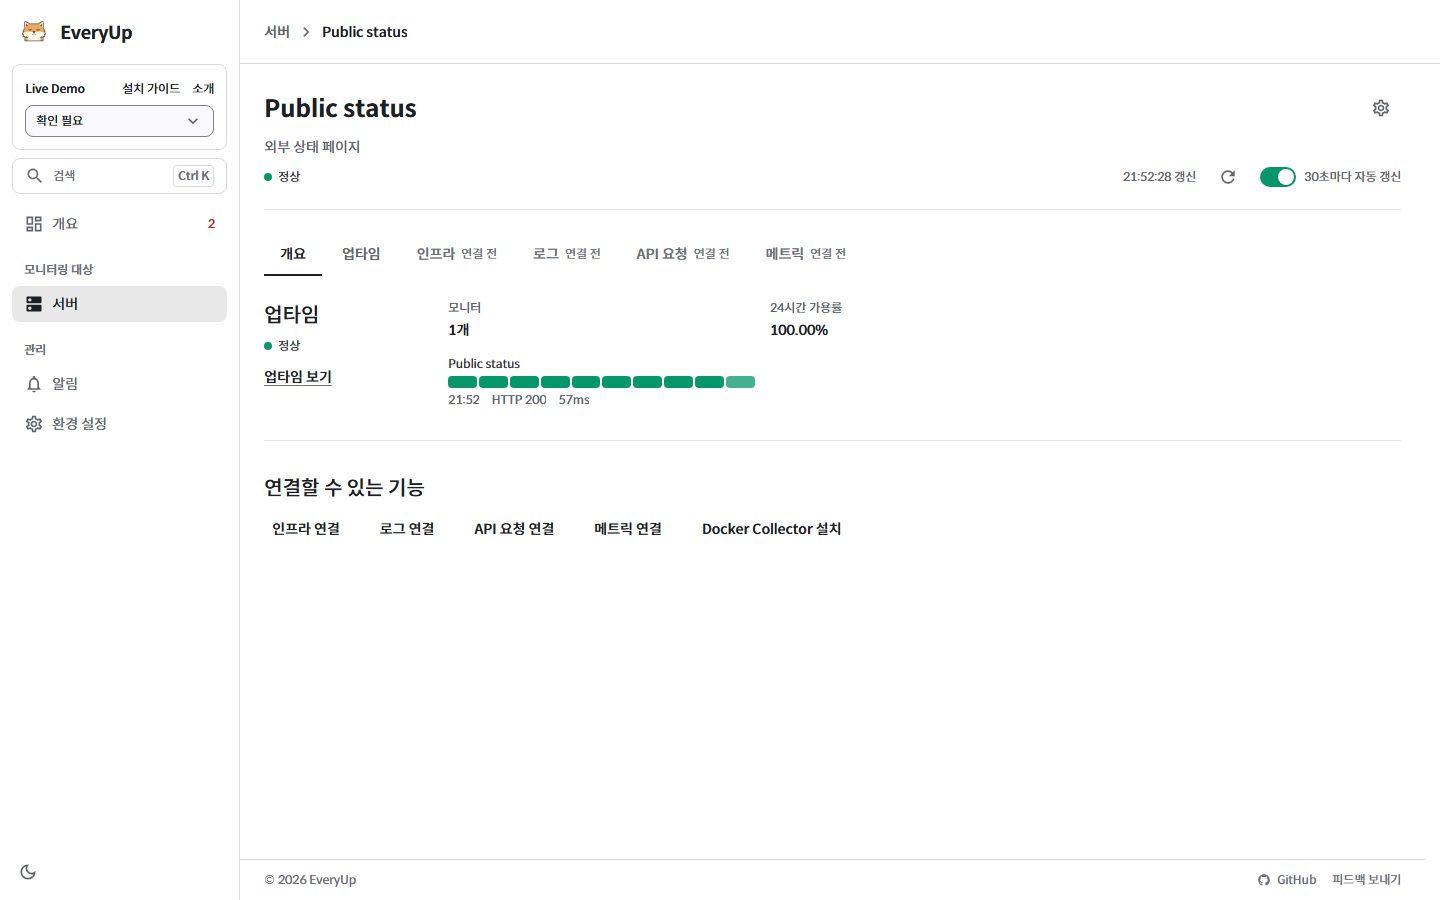 EveryUp
Live Demo 설치 가이드 소개
확인 필요
검색 Ctrl K
개요 2
모니터링 대상
서버
관리
알림
환경 설정
서버 Public status
Public status
외부 상태 페이지
정상
21:52:28 갱신 30초마다 자동 갱신
개요 업타임 인프라 연결 전 로그 연결 전 API 요청 연결 전 메트릭 연결 전
업타임
정상
업타임 보기
모니터
1개
24시간 가용률
100.00%
Public status
21:52 HTTP 200 57ms
연결할 수 있는 기능
인프라 연결 로그 연결 API 요청 연결 메트릭 연결 Docker Collector 설치
© 2026 EveryUp
GitHub 피드백 보내기